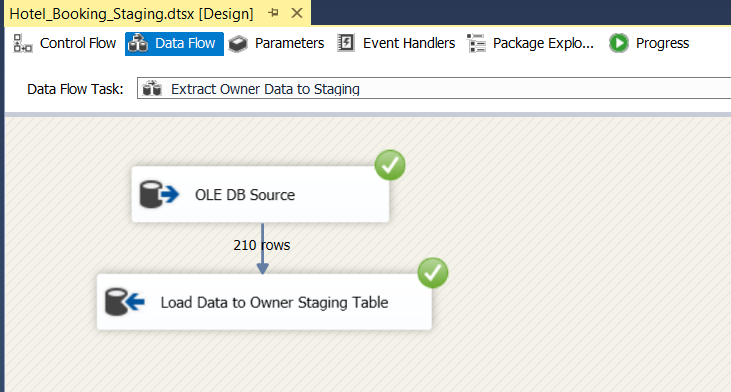 Hotel_Booking_Staging.dtsx [Design]
Control Flow Data Flow Parameters Event Handlers Package Explo... Progress
Data Flow Task: Extract Owner Data to Staging
OLE DB Source
210 rows
Load Data to Owner Staging Table